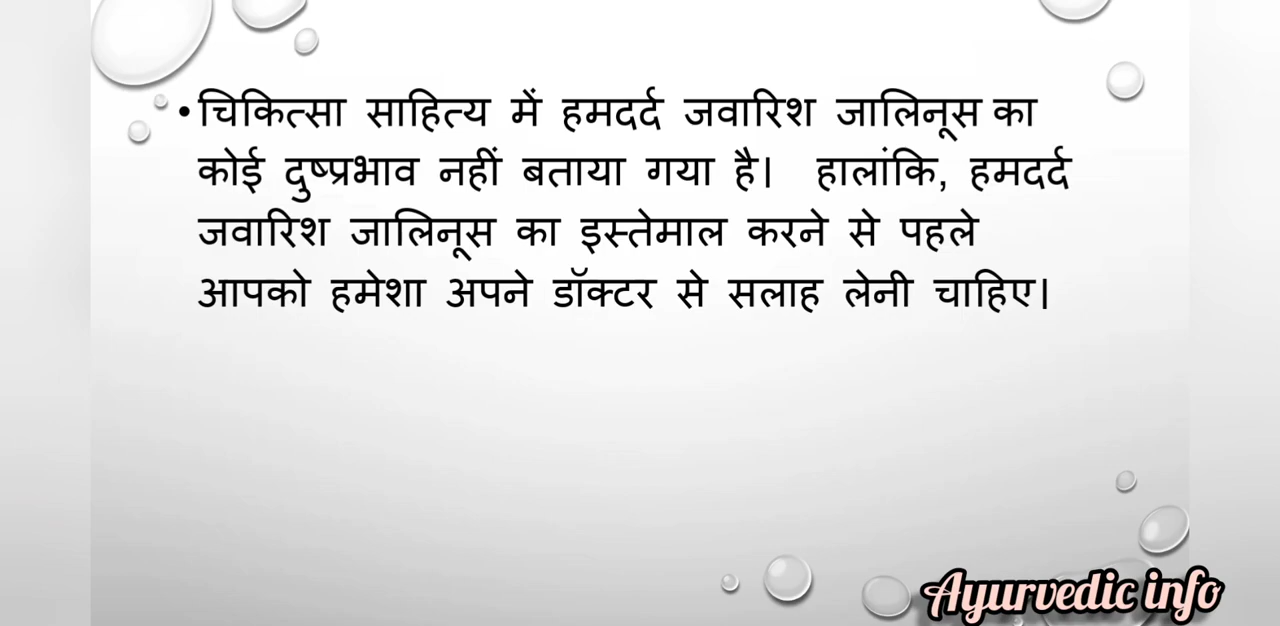 • चिकित्सा साहित्य में हमदर्द जवारिश जालिनूस का
कोई दुष्प्रभाव नहीं बताया गया है। हालांकि, हमदर्द
जवारिश जालिनूस का इस्तेमाल करने से पहले
आपको हमेशा अपने डॉक्टर से सलाह लेनी चाहिए।
Ayurvedic info